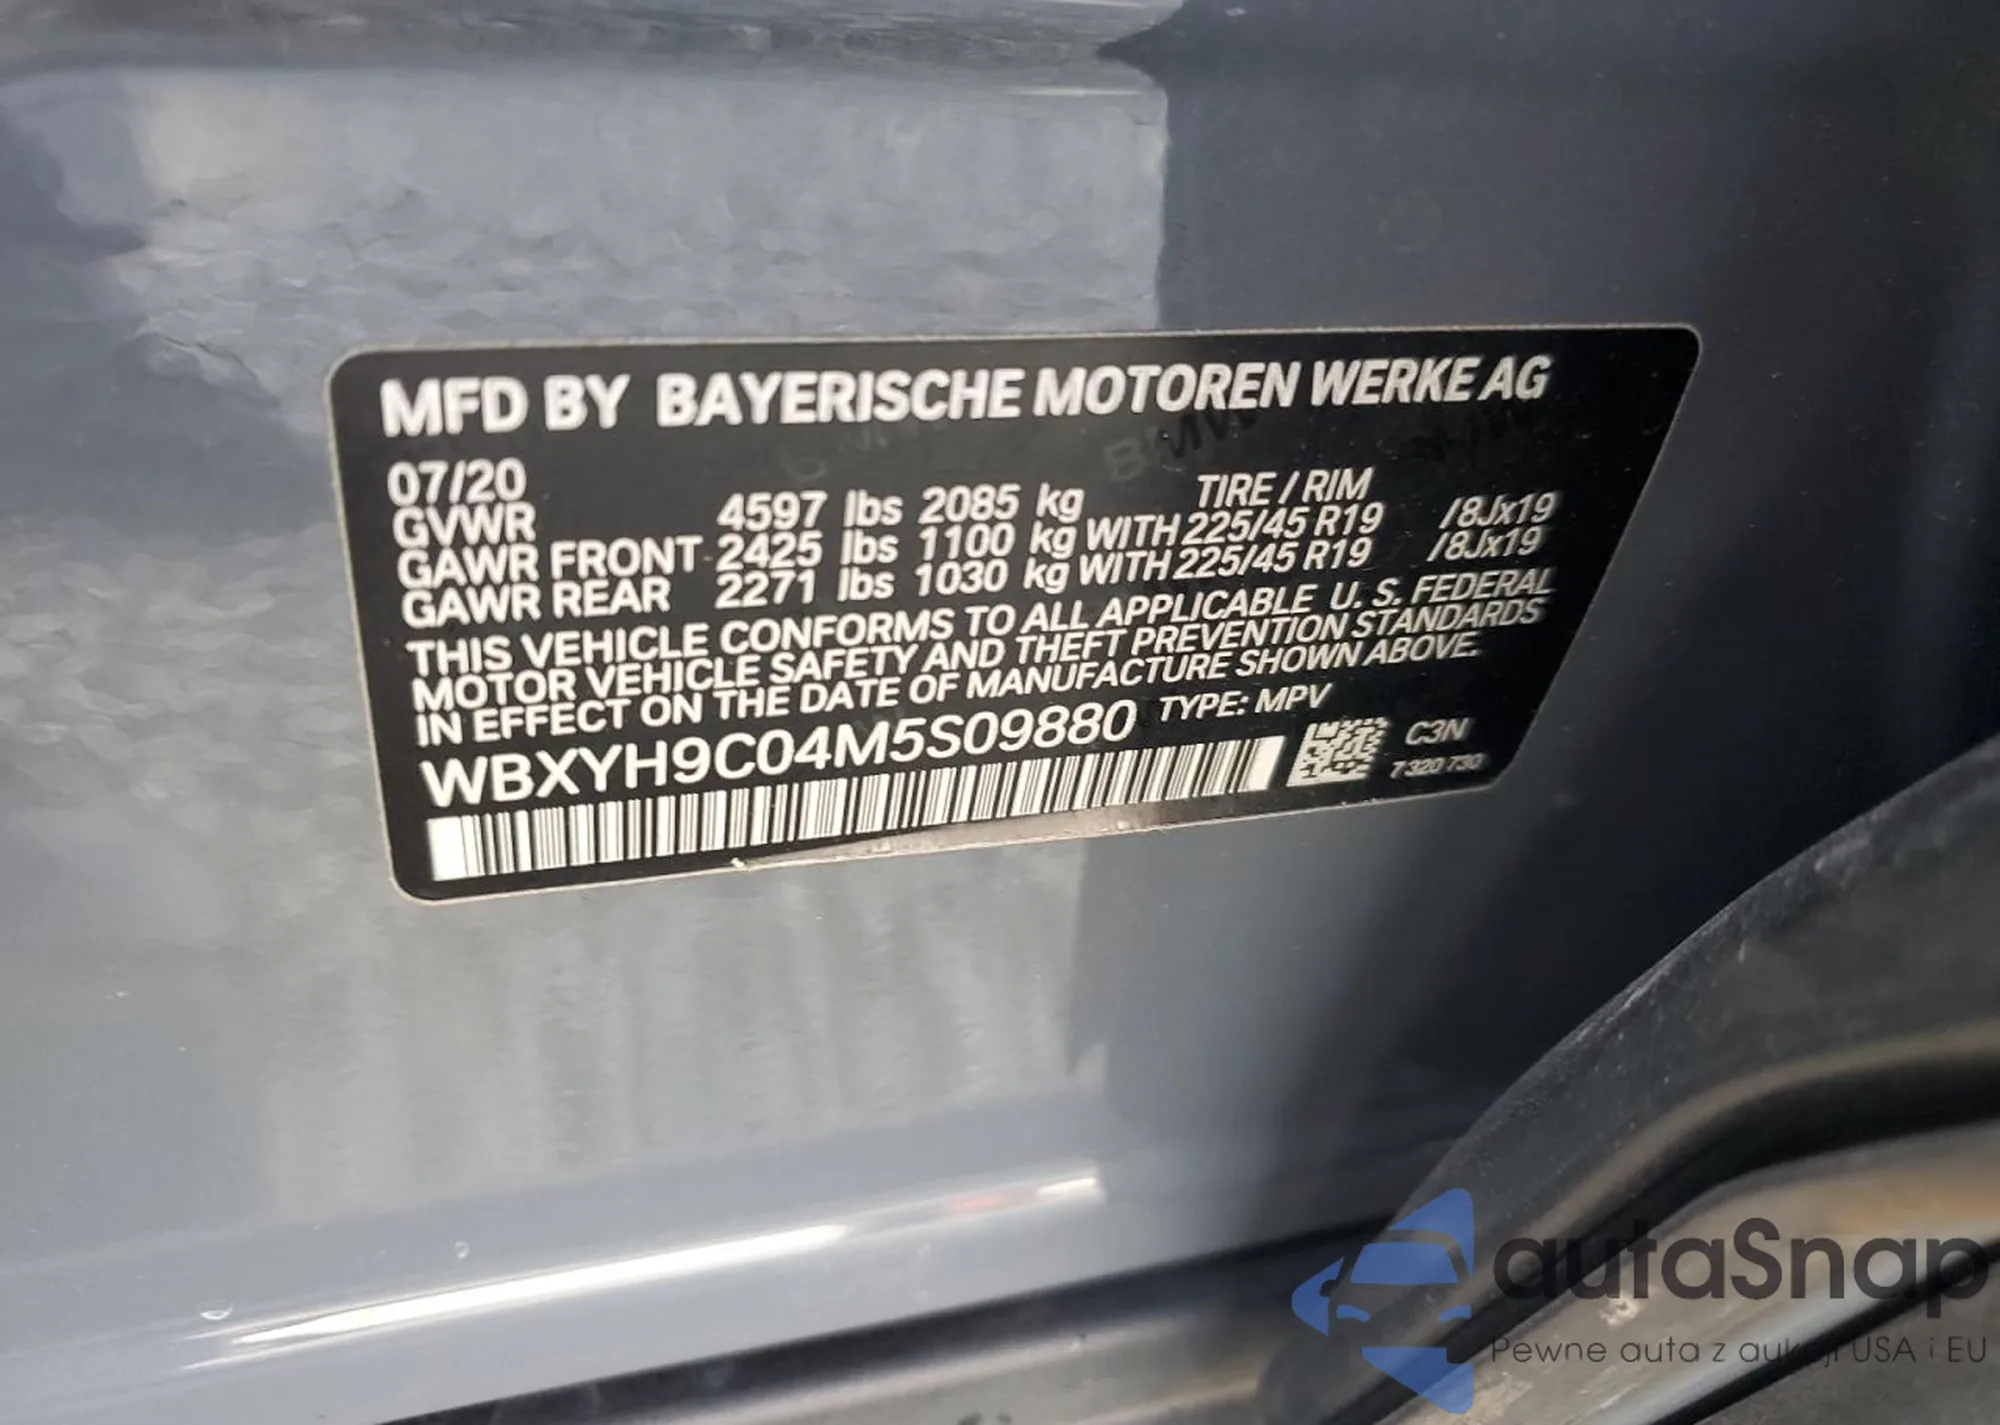 MFD BY BAYERISCHE MOTOREN WERKE AG
07/20 TIRE / RIM
GVWR 4597 lbs 2085 kg
GAWR FRONT 2425 lbs 1100 kg WITH 225/45 R19 /8Jx19
GAWR REAR 2271 lbs 1030 kg WITH 225/45 R19 /8Jx19
THIS VEHICLE CONFORMS TO ALL APPLICABLE U. S. FEDERAL
MOTOR VEHICLE SAFETY AND THEFT PREVENTION STANDARDS
IN EFFECT ON THE DATE OF MANUFACTURE SHOWN ABOVE.
WBXYH9C04M5S09880 TYPE: MPV
C3N
7 320 730
autaSnap
Pewne auta z aukcji USA i EU